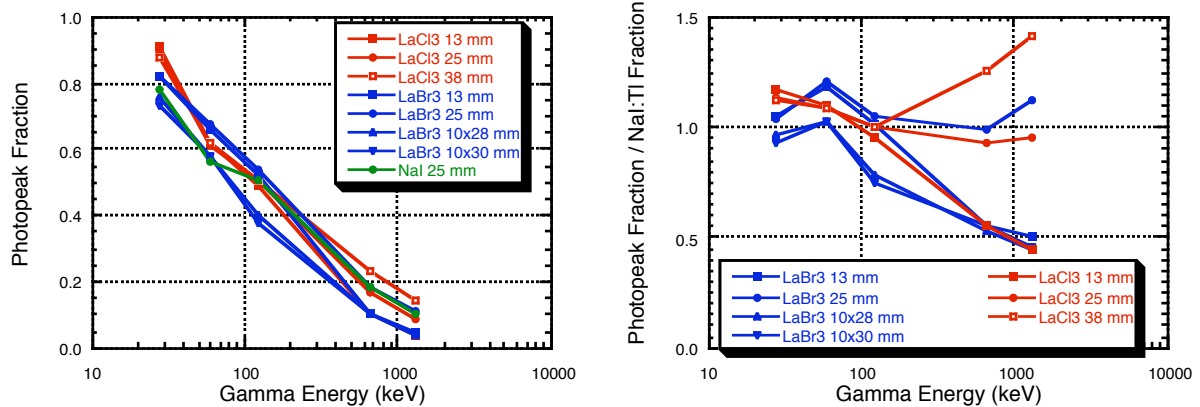 Photopeak Fraction
1.0
0.8
0.6
0.4
0.2
0.0
10
100
1000
10000
Gamma Energy (keV)
LaCl3 13 mm
LaCl3 25 mm
LaCl3 38 mm
LaBr3 13 mm
LaBr3 25 mm
LaBr3 10x28 mm
LaBr3 10x30 mm
NaI 25 mm
Photopeak Fraction / NaI:Tl Fraction
1.5
1.0
0.5
0.0
10
100
1000
10000
Gamma Energy (keV)
LaBr3 13 mm
LaBr3 25 mm
LaBr3 10x28 mm
LaBr3 10x30 mm
LaCl3 13 mm
LaCl3 25 mm
LaCl3 38 mm